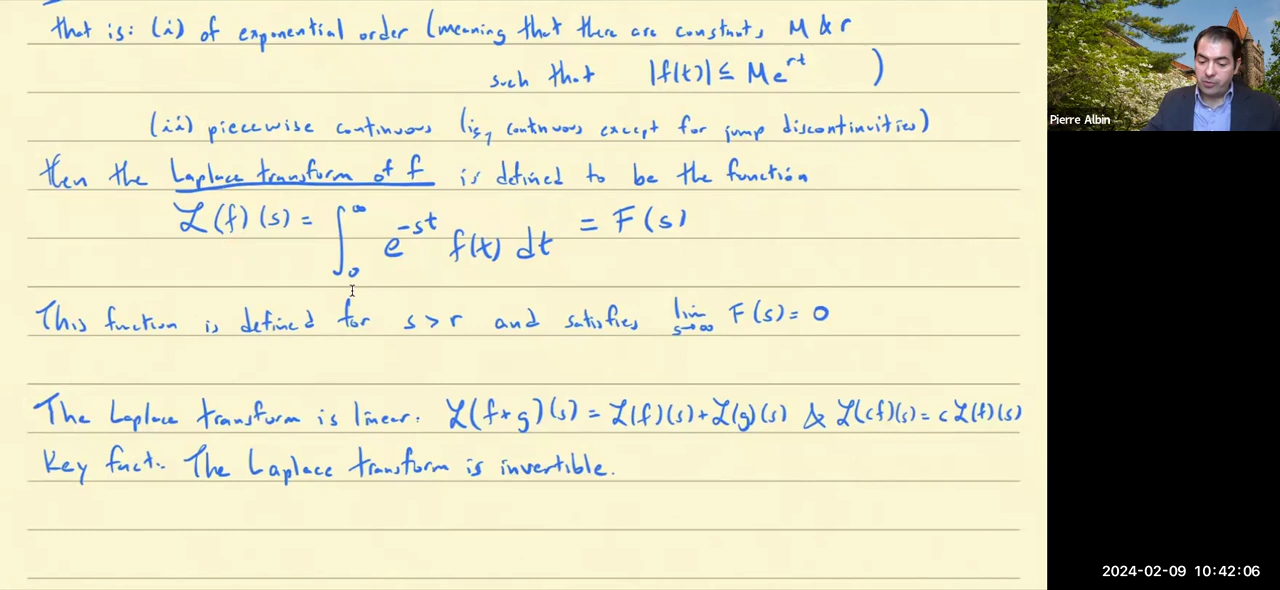 that is: (i) of exponential order (meaning that there are constants M & r
such that |f(t)| ≤ Me^{rt} )
(ii) piecewise continuous (is, continuous except for jump discontinuities)
then the Laplace transform of f is defined to be the function
ℒ(f)(s) = ∫_0^∞ e^{-st} f(t) dt = F(s)
This function is defined for s > r and satisfies lim_{s→∞} F(s) = 0
The Laplace transform is linear. ℒ(f+g)(s) = ℒ(f)(s) + ℒ(g)(s) & ℒ(cf)(s) = cℒ(f)(s)
Key fact: The Laplace transform is invertible.
Pierre Albin
2024-02-09 10:42:06